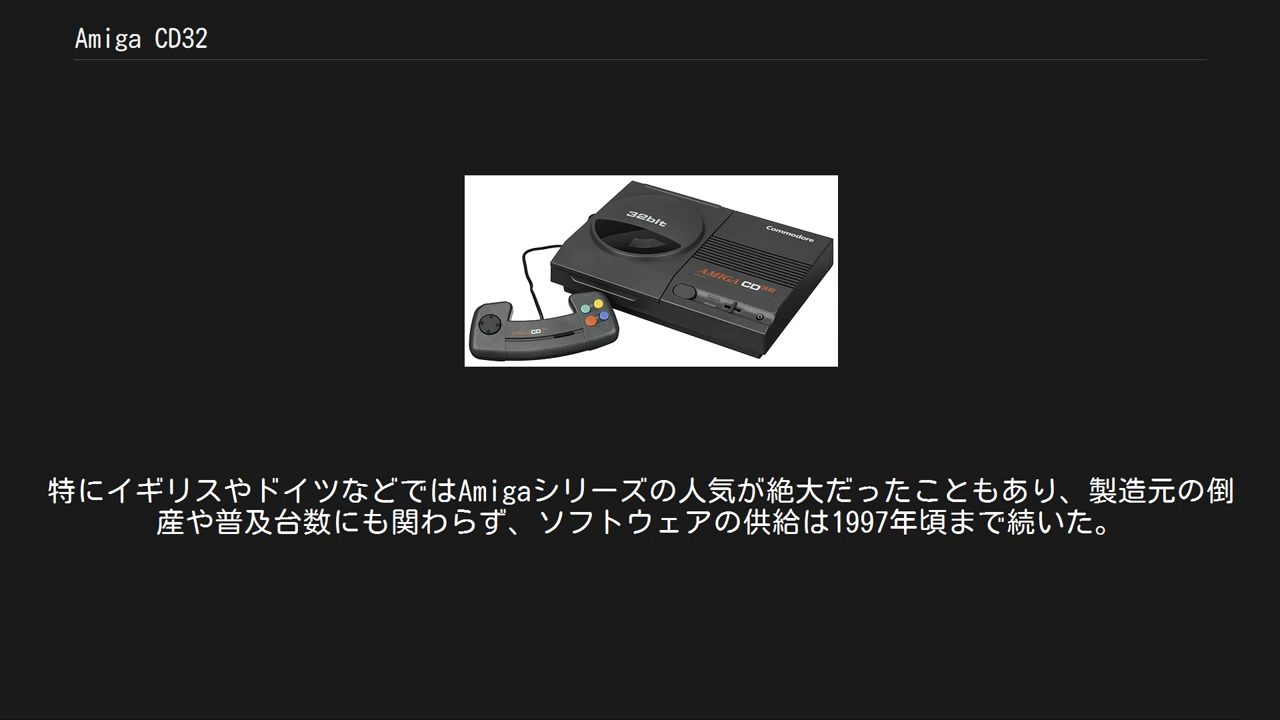 Amiga CD32
32bit
Commodore
AMIGA CD32
CD
特にイギリスやドイツなどではAmigaシリーズの人気が絶大だったこともあり、製造元の倒
産や普及台数にも関わらず、ソフトウェアの供給は1997年頃まで続いた。